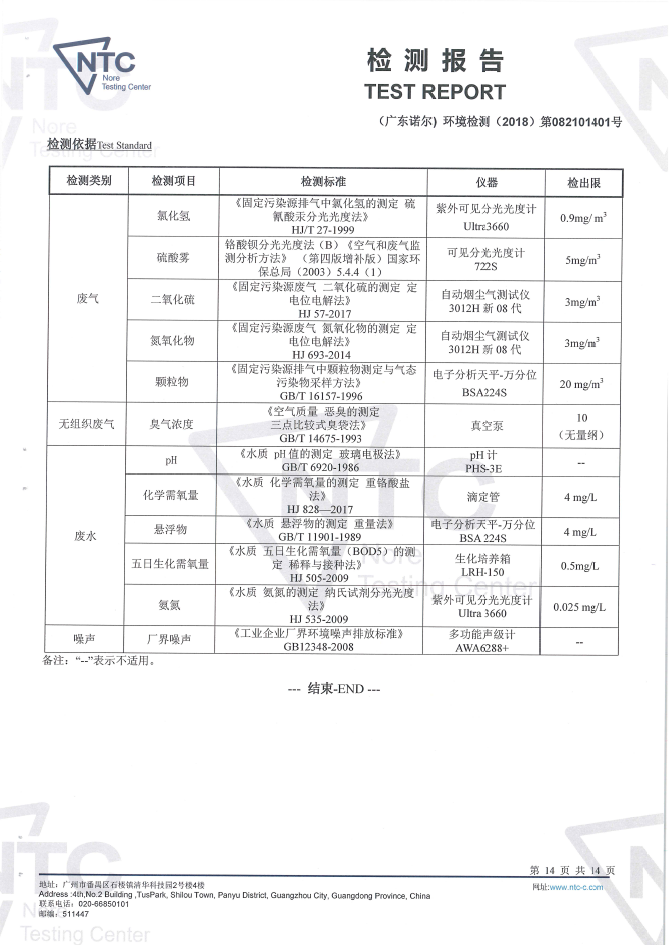 NTC
Nore
Testing Center
检测报告
TEST REPORT
（广东诺尔）环境检测（2018）第082101401号
检测依据Test Standard
检测类别 检测项目 检测标准 仪器 检出限
废气
氯化氢
《固定污染源排气中氯化氢的测定 硫
氰酸汞分光光度法》
HJ/T 27-1999
紫外可见分光光度计
Ultra3660
0.9mg/ m³
硫酸雾
铬酸钡分光光度法（B）《空气和废气监
测分析方法》（第四版增补版）国家环
保总局（2003）5.4.4（1）
可见分光光度计
722S
5mg/m³
二氧化硫
《固定污染源废气 二氧化硫的测定 定
电位电解法》
HJ 57-2017
自动烟尘气测试仪
3012H 新 08 代
3mg/m³
氮氧化物
《固定污染源废气 氮氧化物的测定 定
电位电解法》
HJ 693-2014
自动烟尘气测试仪
3012H 新 08 代
3mg/m³
颗粒物
《固定污染源排气中颗粒物测定与气态
污染物采样方法》
GB/T 16157-1996
电子分析天平-万分位
BSA224S
20 mg/m³
无组织废气
臭气浓度
《空气质量 恶臭的测定
三点比较式臭袋法》
GB/T 14675-1993
真空泵
10
（无量纲）
废水
pH
《水质 pH 值的测定 玻璃电极法》
GB/T 6920-1986
pH 计
PHS-3E
--
化学需氧量
《水质 化学需氧量的测定 重铬酸盐
法》
HJ 828—2017
滴定管
4 mg/L
悬浮物
《水质 悬浮物的测定 重量法》
GB/T 11901-1989
电子分析天平-万分位
BSA 224S
4 mg/L
五日生化需氧量
《水质 五日生化需氧量（BOD5）的测
定 稀释与接种法》
HJ 505-2009
生化培养箱
LRH-150
0.5mg/L
氨氮
《水质 氨氮的测定 纳氏试剂分光光度
法》
HJ 535-2009
紫外可见分光光度计
Ultra 3660
0.025 mg/L
噪声
厂界噪声
《工业企业厂界环境噪声排放标准》
GB12348-2008
多功能声级计
AWA6288+
--
备注：“--”表示不适用。
--- 结束-END ---
第 14 页 共 14 页
地址：广州市番禺区石楼镇清华科技园2号楼4楼
网址:www.ntc-c.com
Address :4th,No.2 Building ,TusPark, Shilou Town, Panyu District, Guangzhou City, Guangdong Province, China
联系电话：020-66850101
邮编：511447